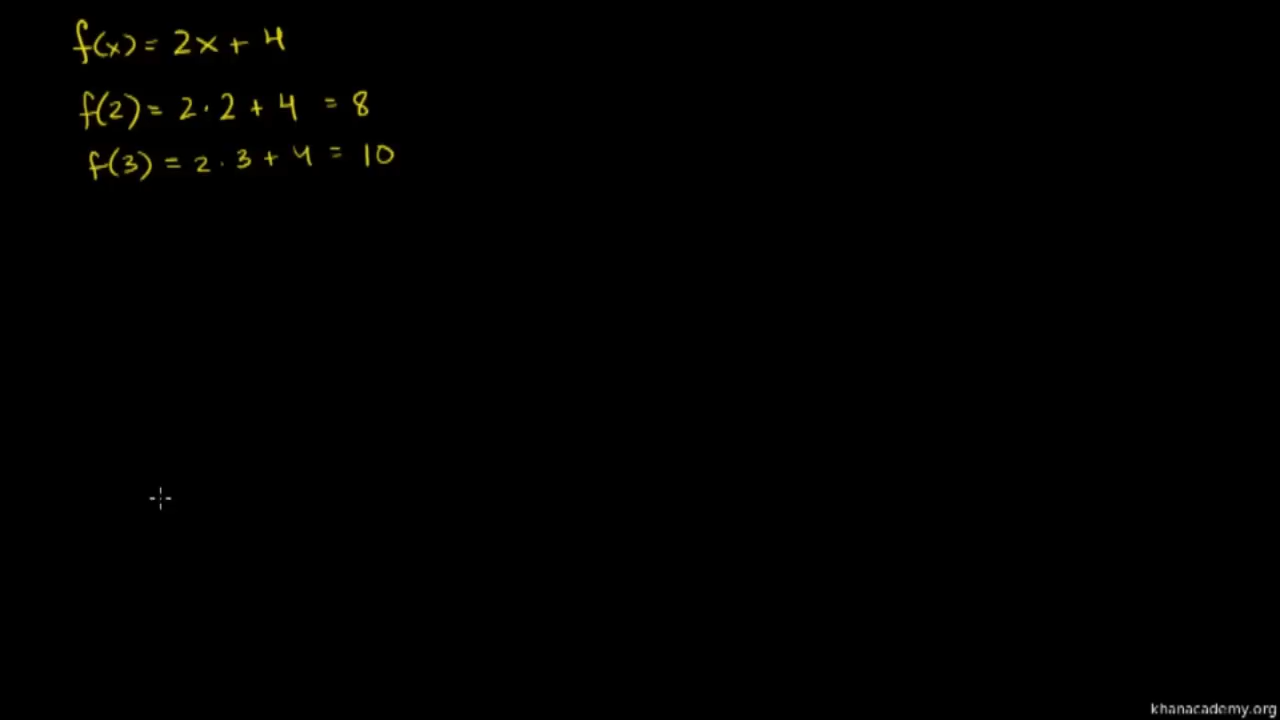 f(x) = 2x + 4
f(2) = 2 · 2 + 4 = 8
f(3) = 2 · 3 + 4 = 10
khanacademy.org